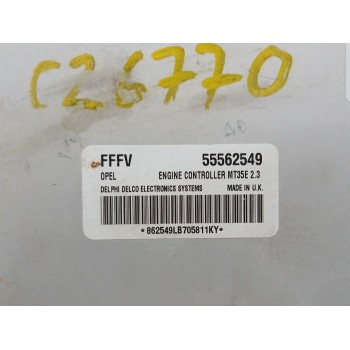 C26770
FFFV 55562549
OPEL ENGINE CONTROLLER MT35E 2.3
DELPHI DELCO ELECTRONICS SYSTEMS MADE IN U.K.
*862549LB705811KY*